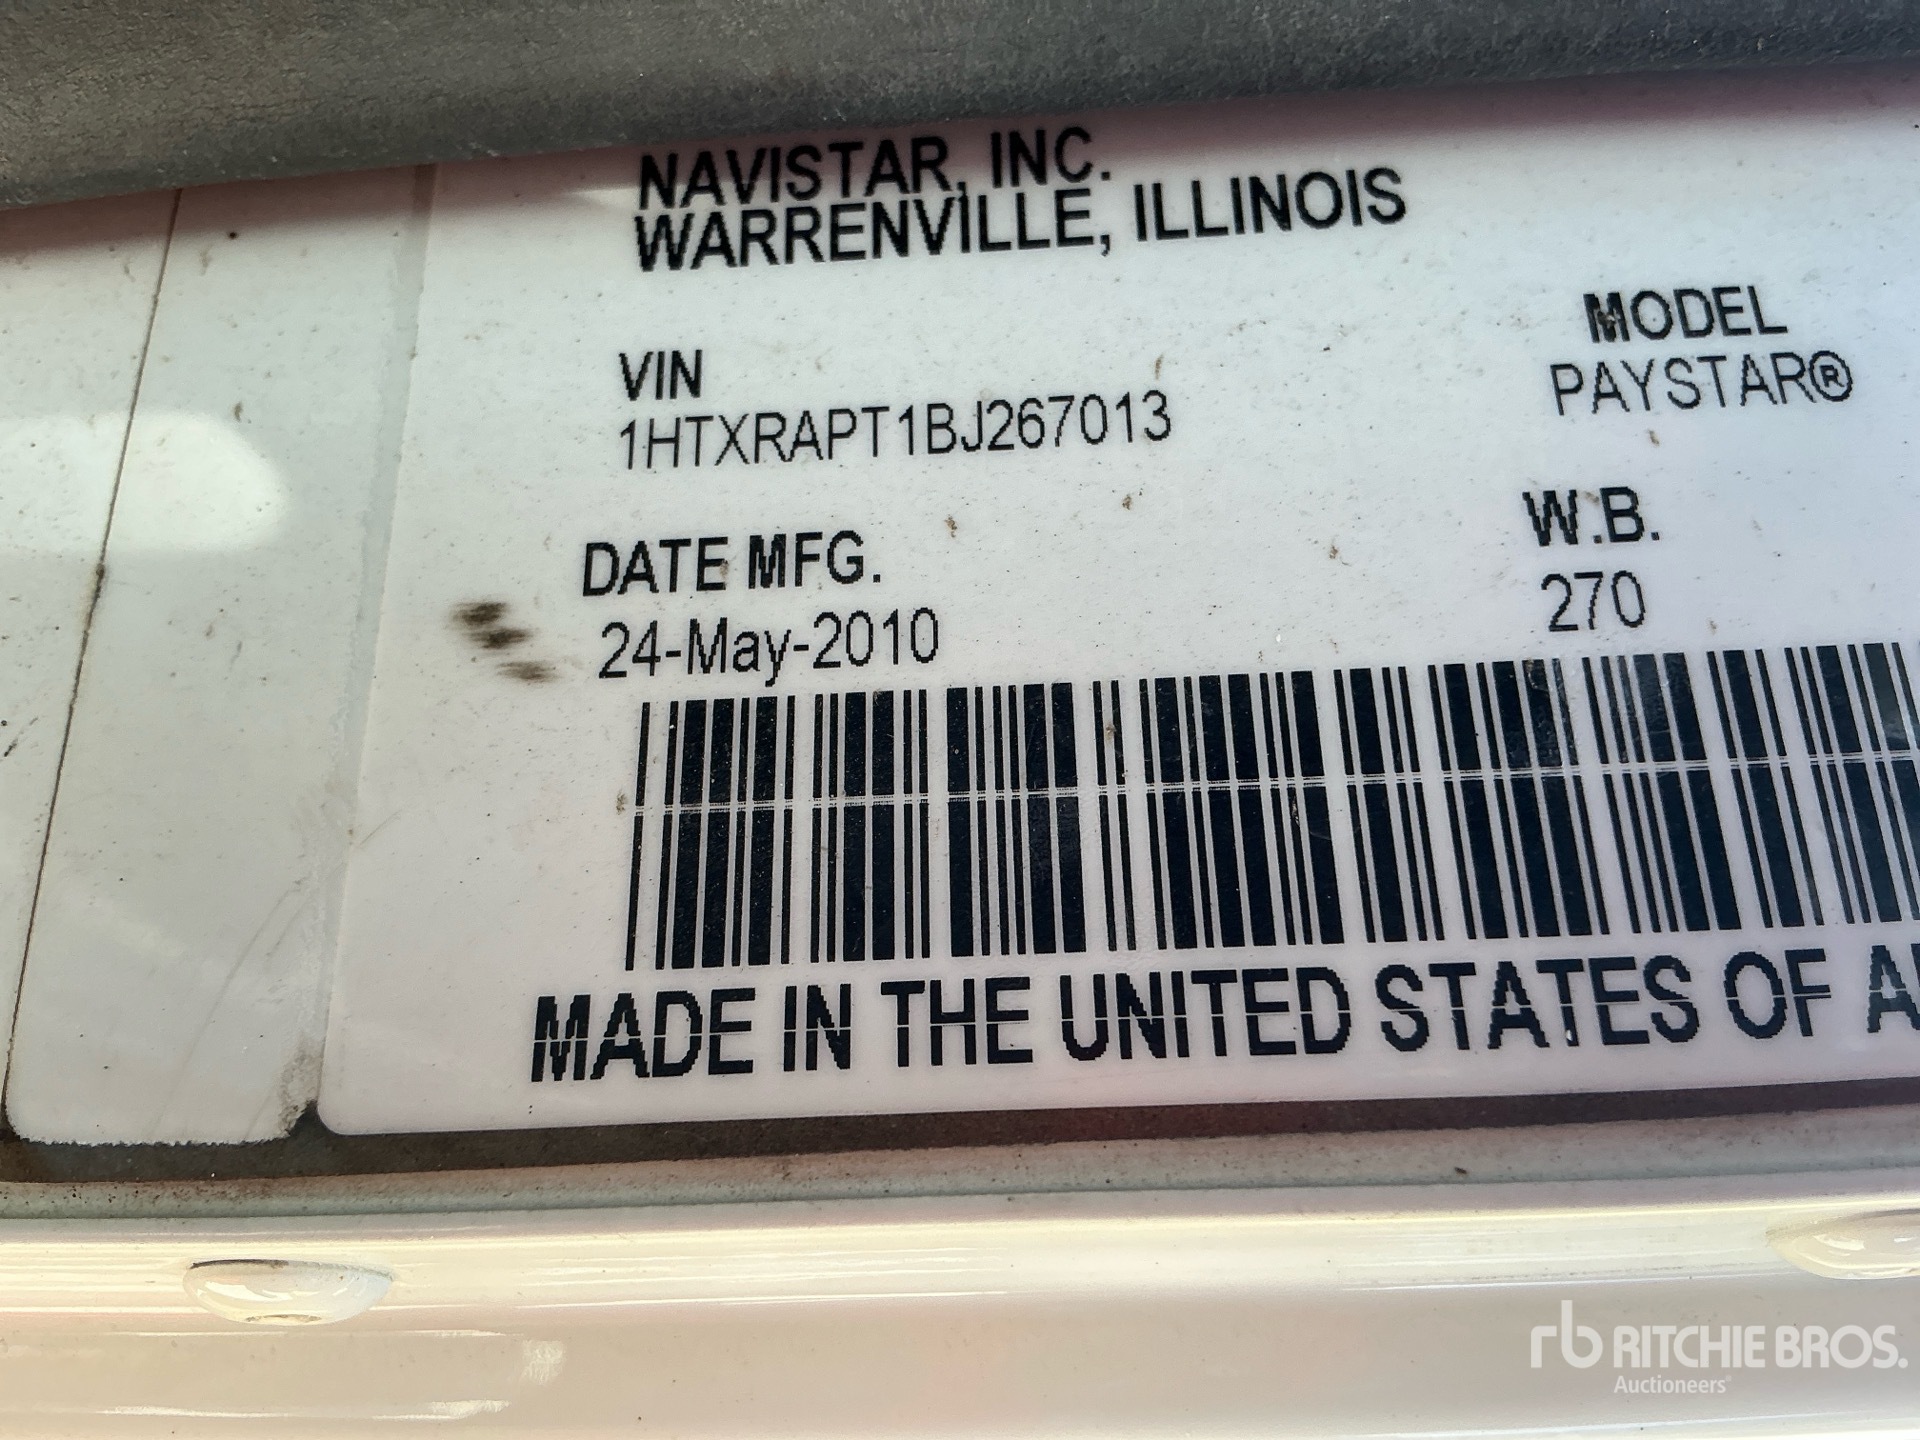 NAVISTAR, INC.
WARRENVILLE, ILLINOIS
VIN
1HTXRAPT1BJ267013
MODEL
PAYSTAR®
DATE MFG.
24-May-2010
W.B.
270
MADE IN THE UNITED STATES OF
rb RITCHIE BROS.
Auctioneers